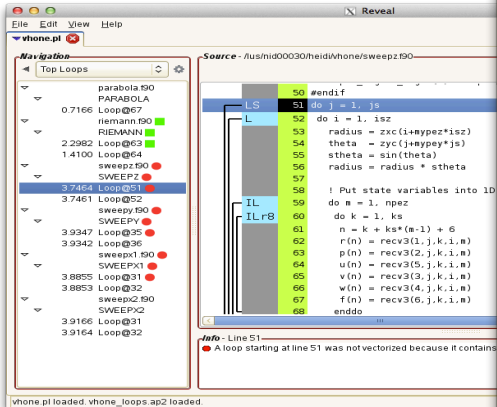 Reveal
File Edit View Help
vhone.pl
Navigation
Top Loops
parabola.f90
PARABOLA
0.7166 Loop@67
riemann.f90
RIEMANN
2.2982 Loop@63
1.4100 Loop@64
sweepz.f90
SWEEPZ
3.7464 Loop@51
3.7461 Loop@52
sweepy.f90
SWEEPY
3.9347 Loop@35
3.9342 Loop@36
sweepx1.f90
SWEEPX1
3.8855 Loop@31
3.8853 Loop@32
sweepx2.f90
SWEEPX2
3.9166 Loop@31
3.9164 Loop@32
Source - /lus/nid00030/heidi/vhone/sweepz.f90
50 #endif
LS 51 do j = 1, js
L 52 do i = 1, isz
53 radius = zxc(i+mypez*isz)
54 theta = zyc(j+mypey*js)
55 stheta = sin(theta)
56 radius = radius * stheta
57
58 ! Put state variables into 1D
IL 59 do m = 1, npez
ILr8 60 do k = 1, ks
61 n = k + ks*(m-1) + 6
62 r(n) = recv3(1,j,k,i,m)
63 p(n) = recv3(2,j,k,i,m)
64 u(n) = recv3(5,j,k,i,m)
65 v(n) = recv3(3,j,k,i,m)
66 w(n) = recv3(4,j,k,i,m)
67 f(n) = recv3(6,j,k,i,m)
68 enddo
Info - Line 51
A loop starting at line 51 was not vectorized because it contains
vhone.pl loaded. vhone_loops.ap2 loaded.